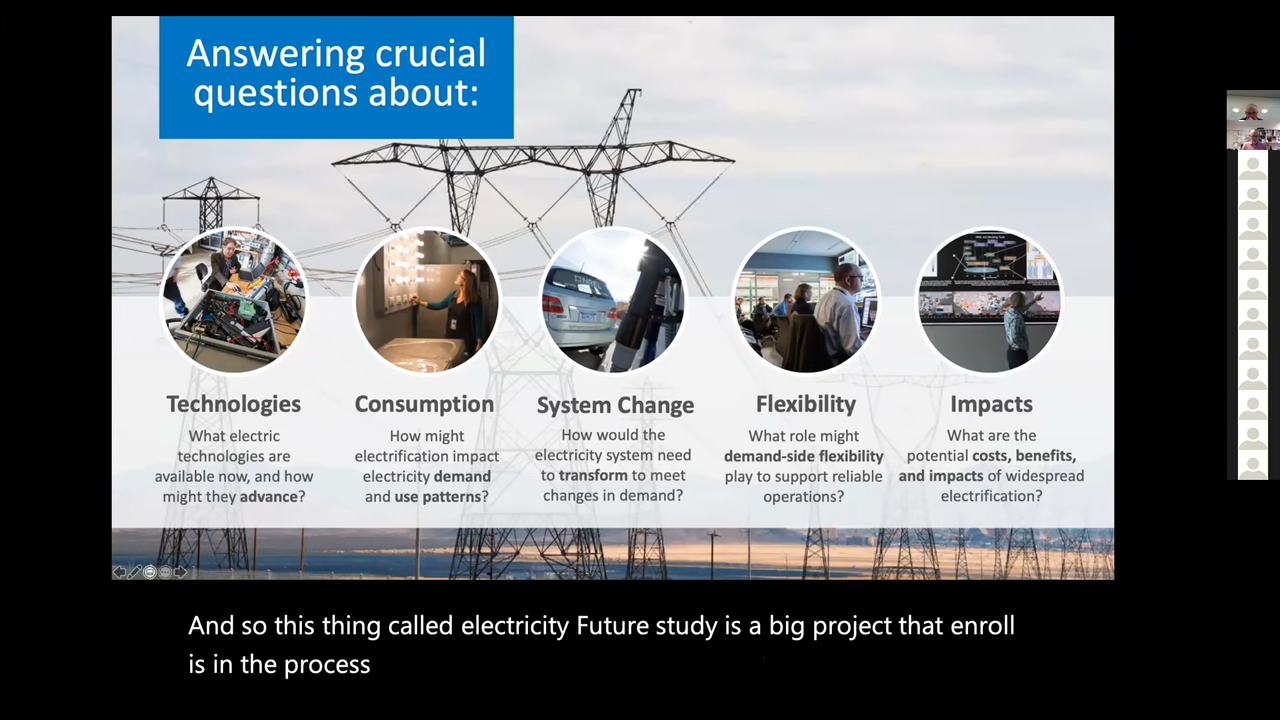 Answering crucial
questions about:
Technologies
What electric
technologies are
available now, and how
might they advance?
Consumption
How might
electrification impact
electricity demand
and use patterns?
System Change
How would the
electricity system need
to transform to meet
changes in demand?
Flexibility
What role might
demand-side flexibility
play to support reliable
operations?
Impacts
What are the
potential costs, benefits,
and impacts of widespread
electrification?
And so this thing called electricity Future study is a big project that enroll
is in the process